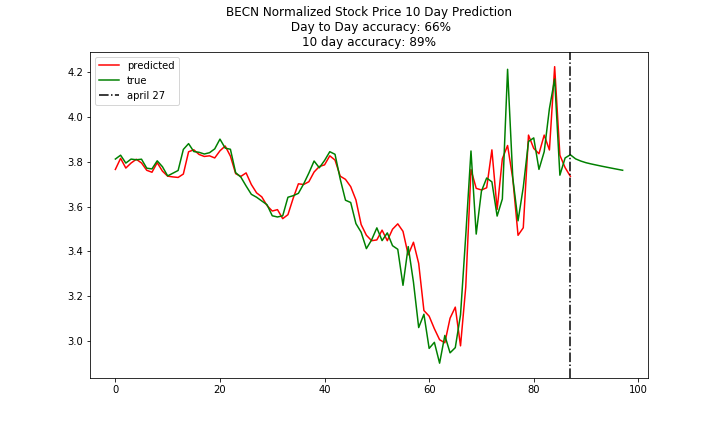 BECN Normalized Stock Price 10 Day Prediction
Day to Day accuracy: 66%
10 day accuracy: 89%
predicted
true
april 27
4.2
4.0
3.8
3.6
3.4
3.2
3.0
0 20 40 60 80 100